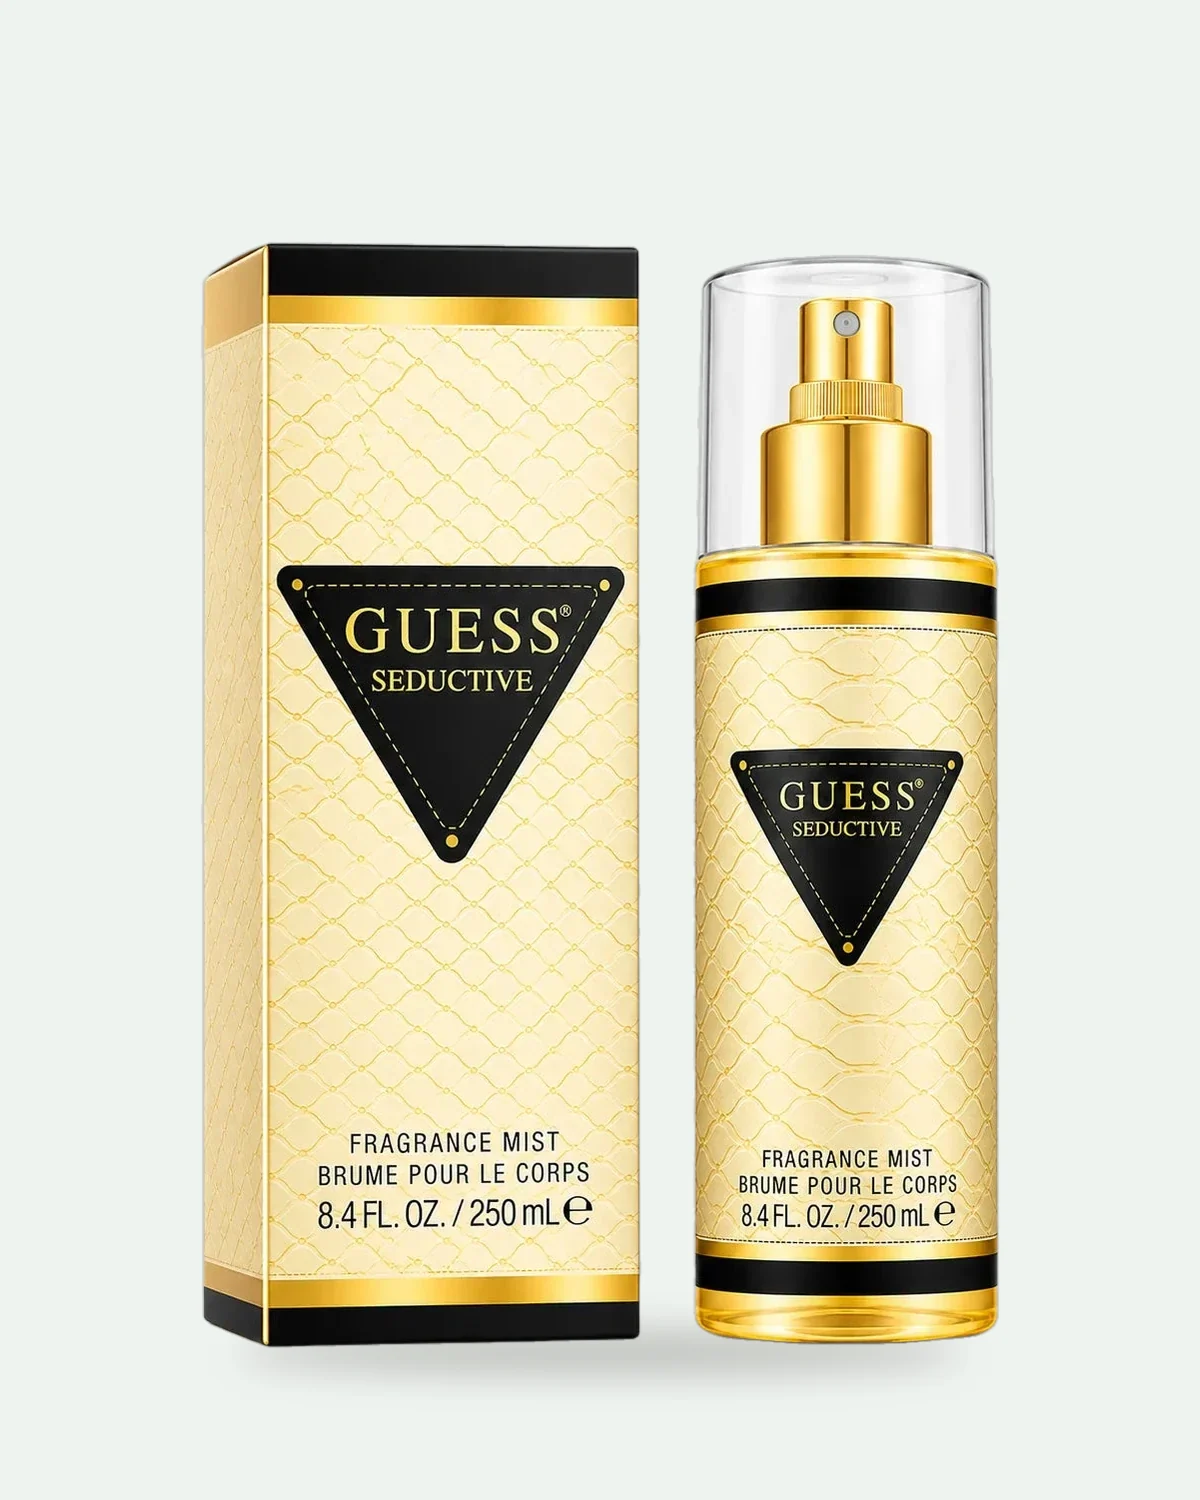 GUESS®
SEDUCTIVE
FRAGRANCE MIST
BRUME POUR LE CORPS
8.4 FL. OZ. / 250 mL ℮
GUESS®
SEDUCTIVE
FRAGRANCE MIST
BRUME POUR LE CORPS
8.4 FL. OZ. / 250 mL ℮